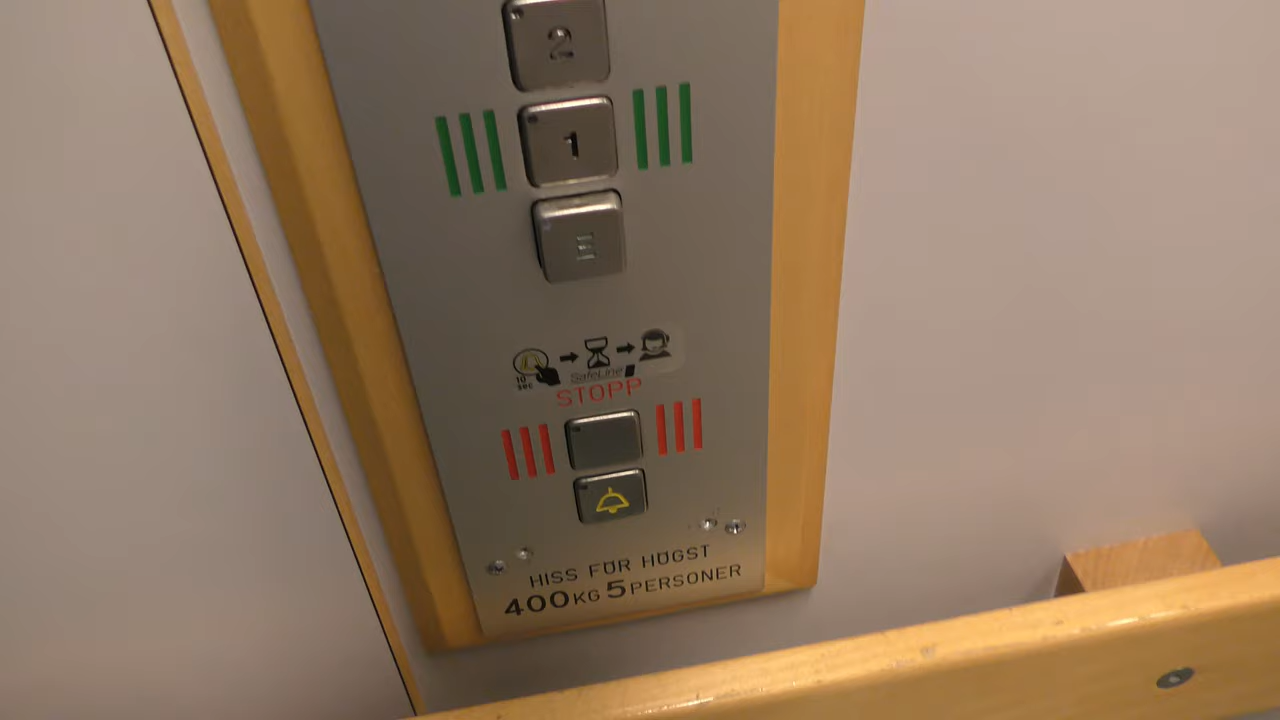 2
1
10 sec
SafeLine
STOPP
HISS FÖR HÖGST
400KG 5PERSONER